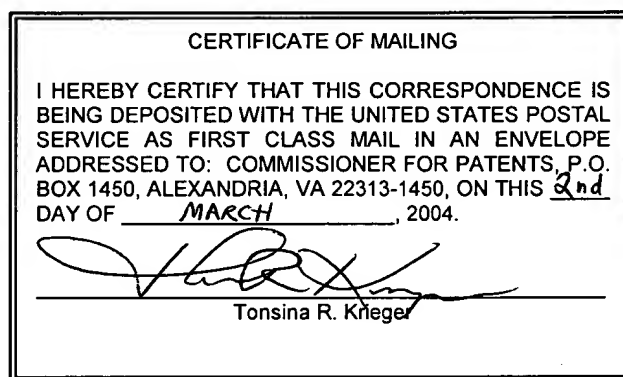 CERTIFICATE OF MAILING
I HEREBY CERTIFY THAT THIS CORRESPONDENCE IS
BEING DEPOSITED WITH THE UNITED STATES POSTAL
SERVICE AS FIRST CLASS MAIL IN AN ENVELOPE
ADDRESSED TO: COMMISSIONER FOR PATENTS, P.O.
BOX 1450, ALEXANDRIA, VA 22313-1450, ON THIS 2nd
DAY OF MARCH, 2004.
Tonsina R. Krieger